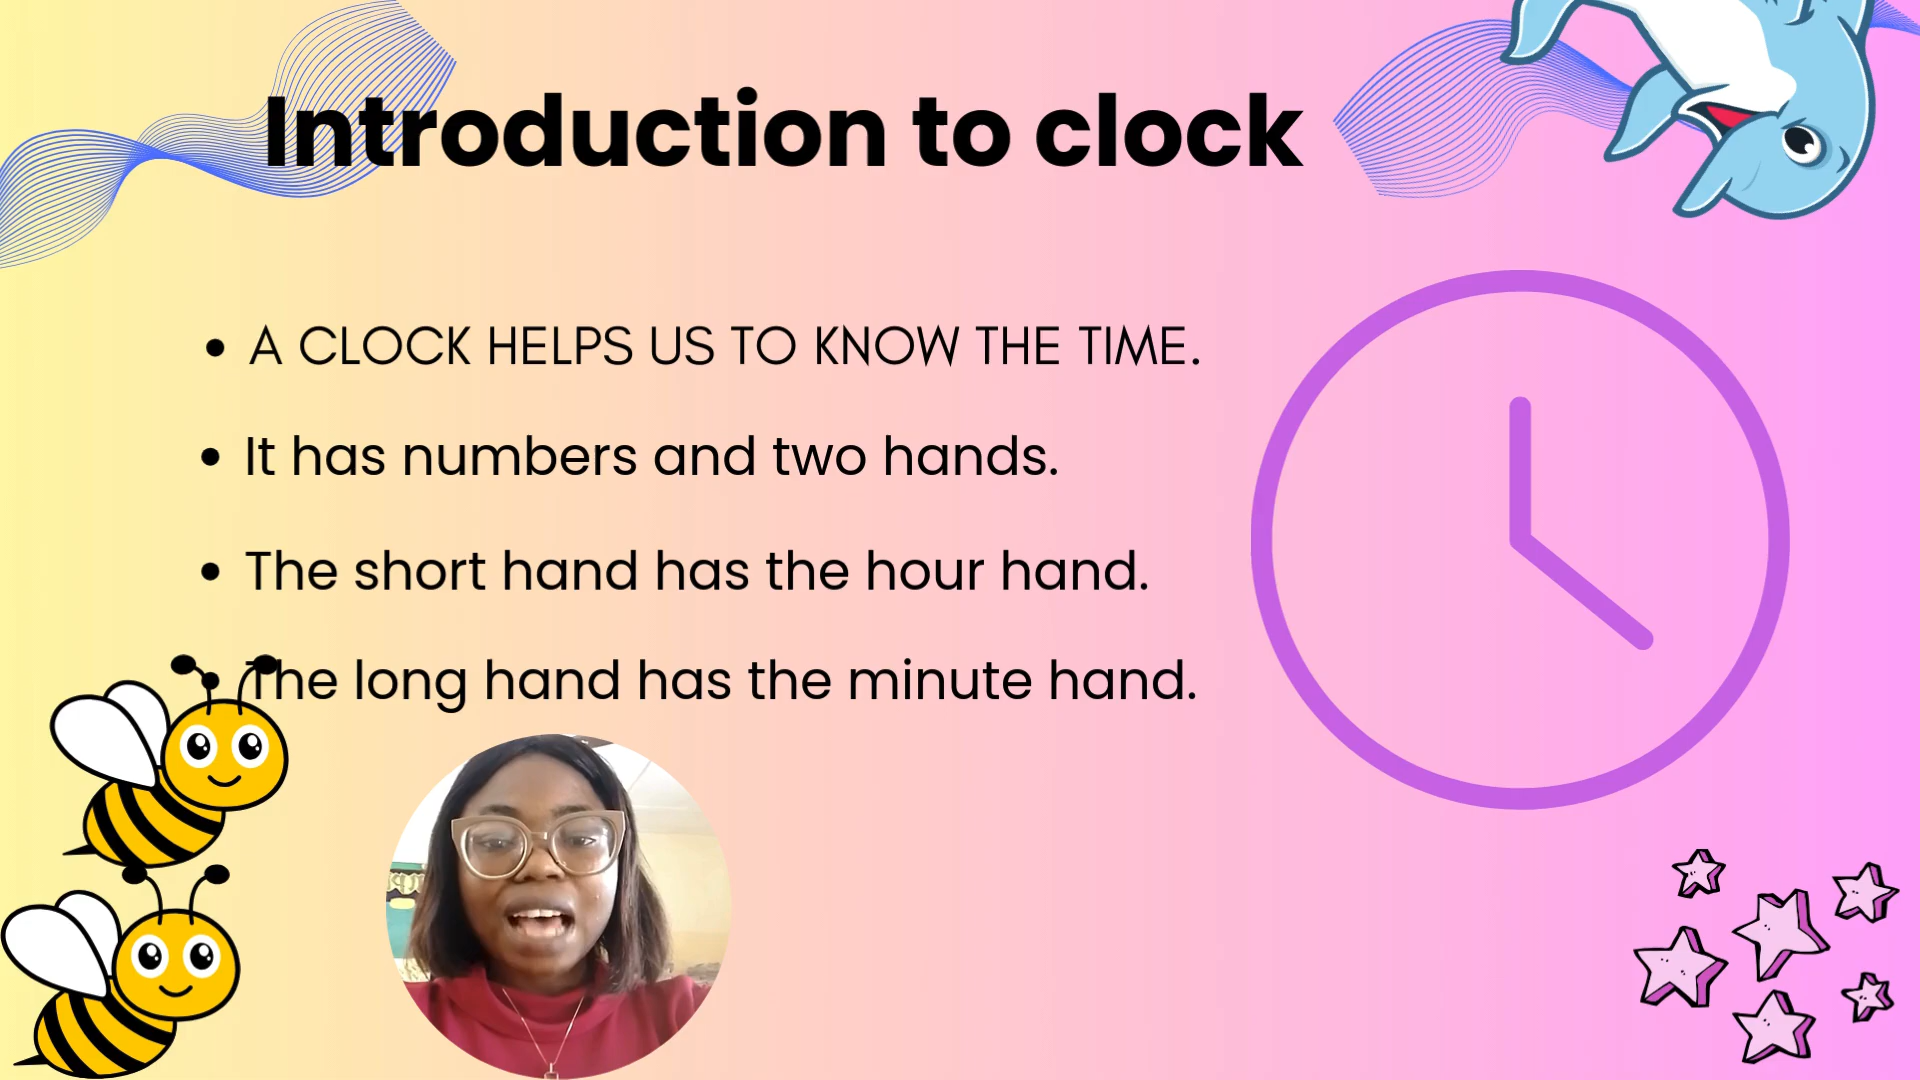 Introduction to clock
A CLOCK HELPS US TO KNOW THE TIME.
It has numbers and two hands.
The short hand has the hour hand.
The long hand has the minute hand.